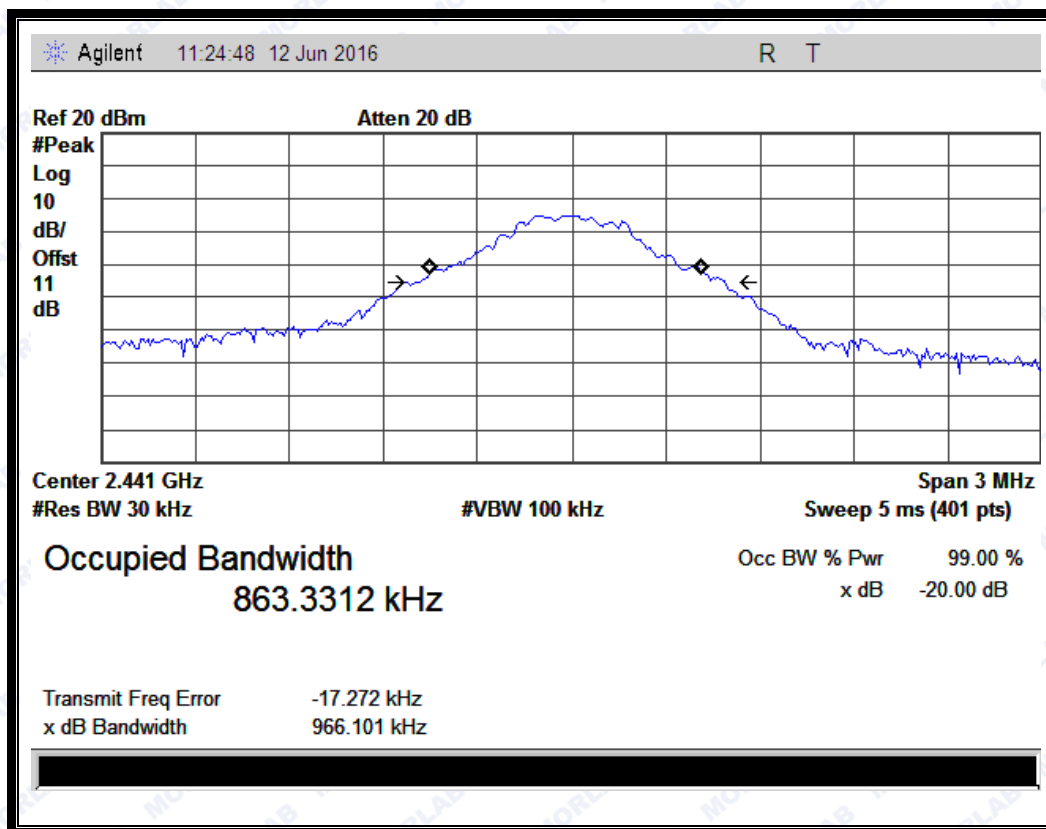 Agilent 11:24:48 12 Jun 2016 R T
Ref 20 dBm Atten 20 dB
#Peak
Log
10
dB/
Offst
11
dB
Center 2.441 GHz Span 3 MHz
#Res BW 30 kHz #VBW 100 kHz Sweep 5 ms (401 pts)
Occupied Bandwidth Occ BW % Pwr 99.00 %
863.3312 kHz x dB -20.00 dB
Transmit Freq Error -17.272 kHz
x dB Bandwidth 966.101 kHz